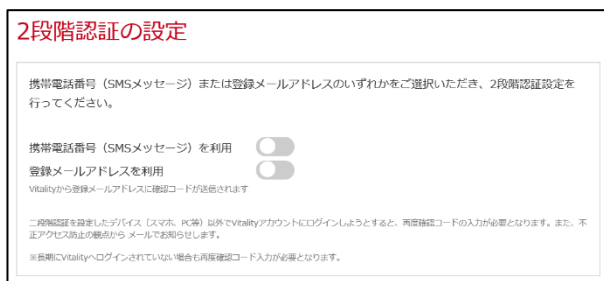 2段階認証の設定
携帯電話番号（SMSメッセージ）または登録メールアドレスのいずれかをご選択いただき、2段階認証設定を
行ってください。
携帯電話番号（SMSメッセージ）を利用
登録メールアドレスを利用
Vitalityから登録メールアドレスに確認コードが送信されます
二段階認証を設定したデバイス（スマホ、PC等）以外でVitalityアカウントにログインしようとすると、再度確認コードの入力が必要となります。また、不
正アクセス防止の観点から メールでお知らせします。
※長期にVitalityへログインされていない場合も再度確認コード入力が必要となります。